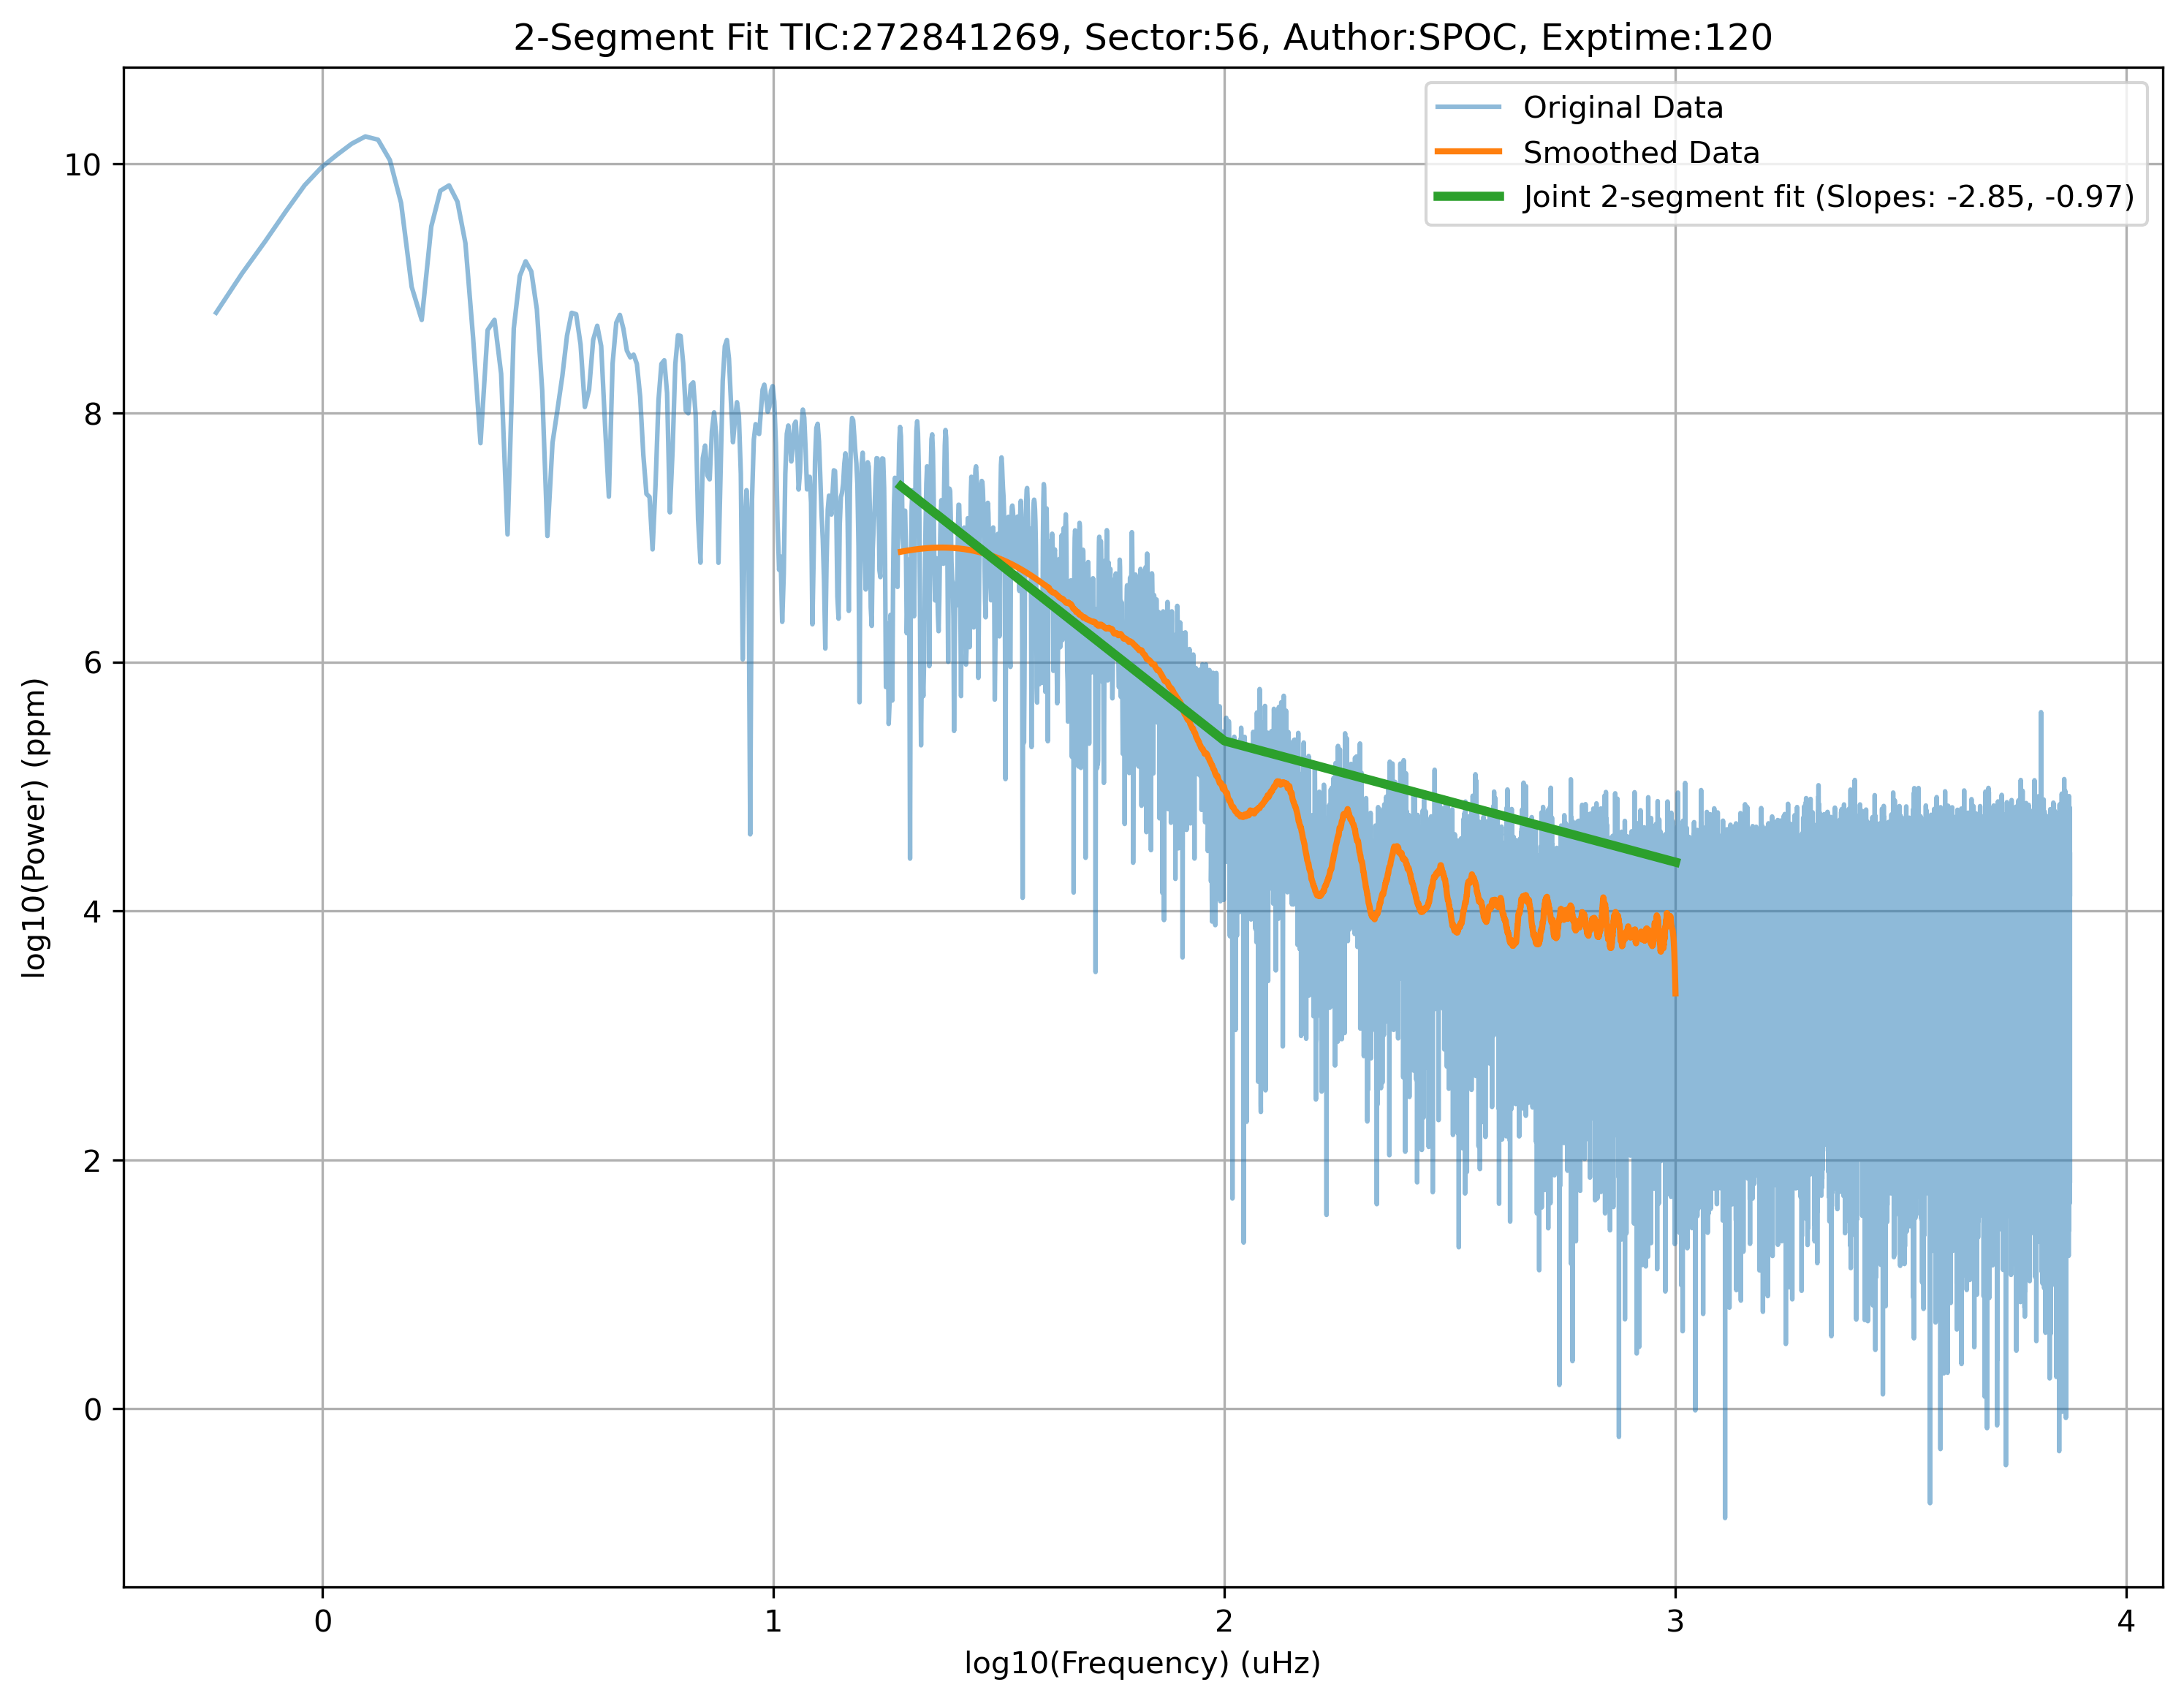 2-Segment Fit TIC:272841269, Sector:56, Author:SPOC, Exptime:120
Original Data
Smoothed Data
Joint 2-segment fit (Slopes: -2.85, -0.97)
log10(Power) (ppm)
10
8
6
4
2
0
0 1 2 3 4
log10(Frequency) (uHz)